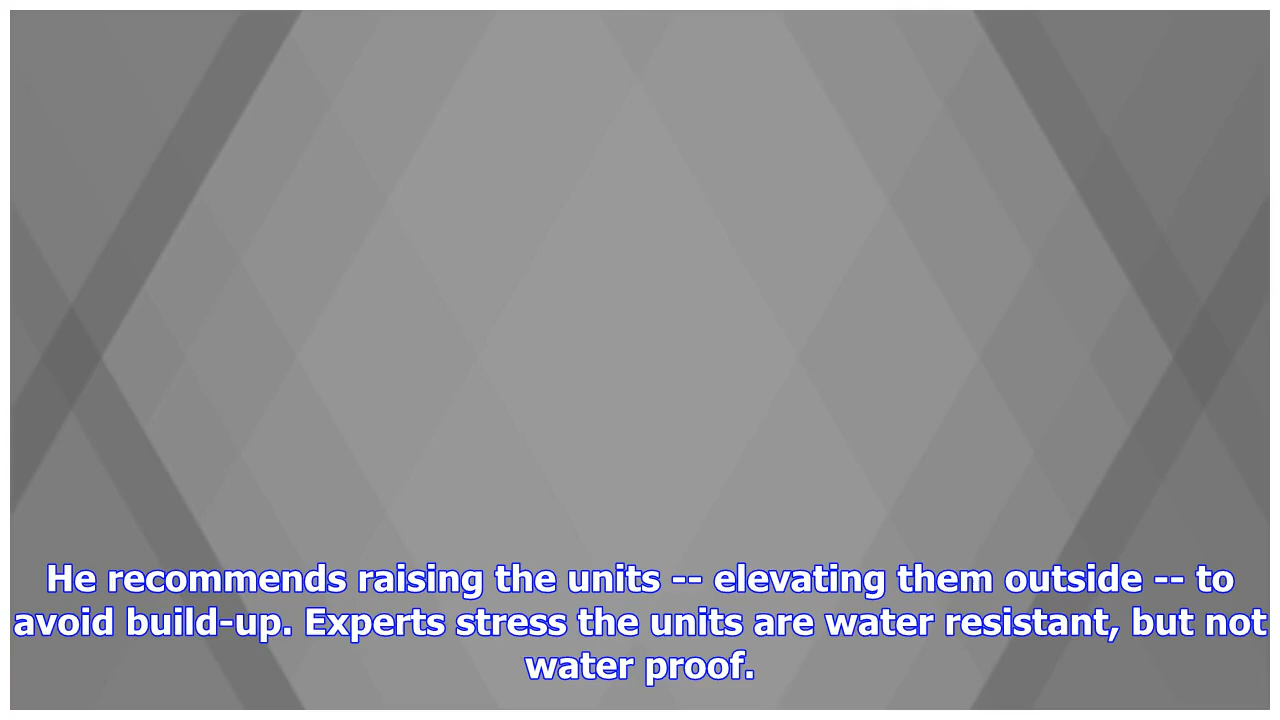 He recommends raising the units -- elevating them outside -- to
avoid build-up. Experts stress the units are water resistant, but not
water proof.